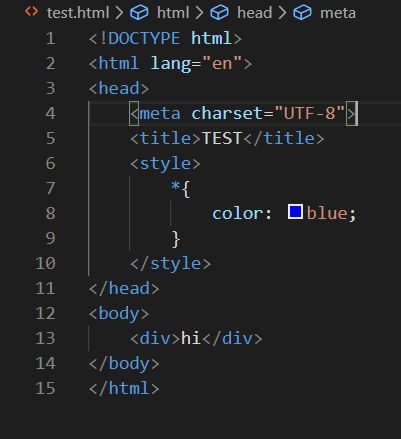 test.html > html > head > meta
1 <!DOCTYPE html>
2 <html lang="en">
3 <head>
4     <meta charset="UTF-8">
5     <title>TEST</title>
6     <style>
7         *{
8             color: blue;
9         }
10     </style>
11 </head>
12 <body>
13     <div>hi</div>
14 </body>
15 </html>